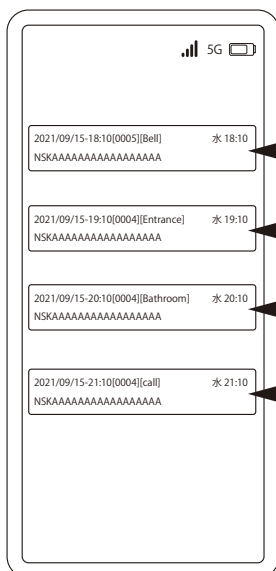 5G
2021/09/15-18:10[0005][Bell] 水 18:10
NSKAAAAAAAAAAAAAAAAA
2021/09/15-19:10[0004][Entrance] 水 19:10
NSKAAAAAAAAAAAAAAAAA
2021/09/15-20:10[0004][Bathroom] 水 20:10
NSKAAAAAAAAAAAAAAAAA
2021/09/15-21:10[0004][call] 水 21:10
NSKAAAAAAAAAAAAAAAAA